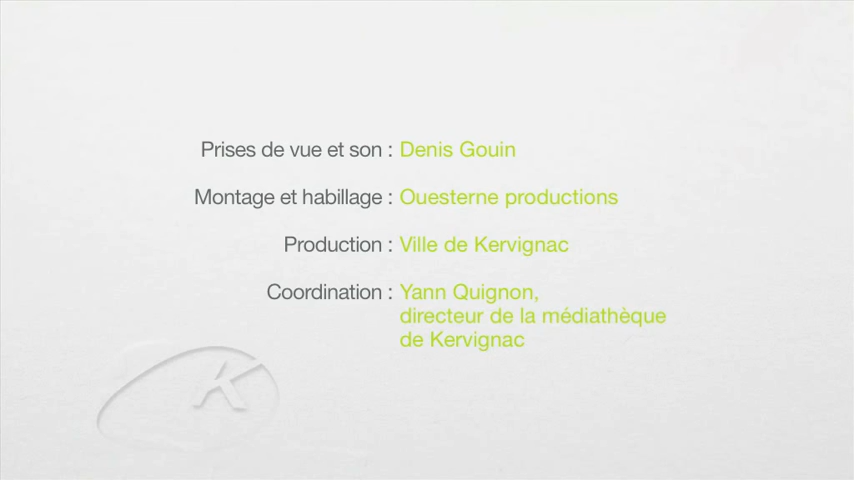 Prises de vue et son : Denis Gouin
Montage et habillage : Ouesterne productions
Production : Ville de Kervignac
Coordination : Yann Quignon,
directeur de la médiathèque
de Kervignac
K